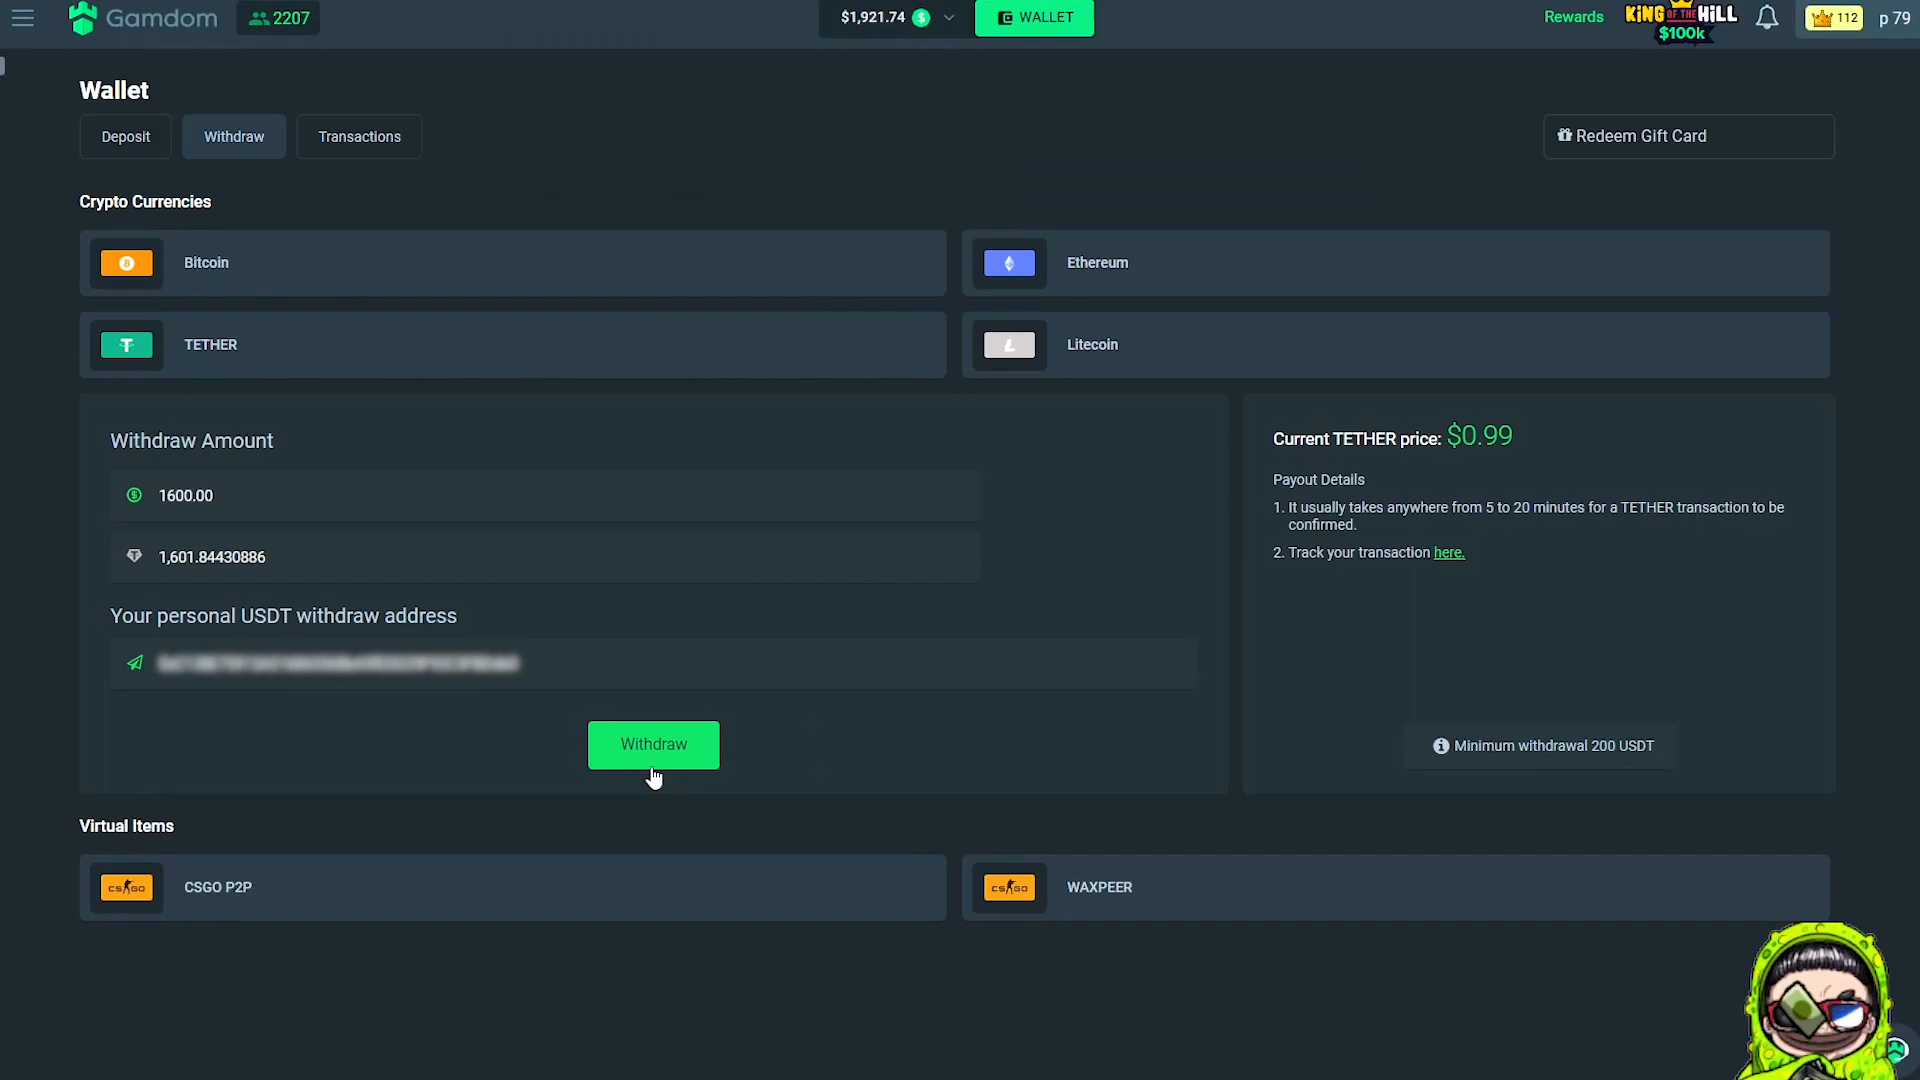 Gamdom
2207
$1,921.74
WALLET
Rewards
KING OF THE HILL
$100k
112
p 79
Wallet
Deposit
Withdraw
Transactions
Redeem Gift Card
Crypto Currencies
Bitcoin
Ethereum
TETHER
Litecoin
Withdraw Amount
1600.00
1,601.84430886
Your personal USDT withdraw address
Withdraw
Current TETHER price: $0.99
Payout Details
1. It usually takes anywhere from 5 to 20 minutes for a TETHER transaction to be
confirmed.
2. Track your transaction here.
Minimum withdrawal 200 USDT
Virtual Items
CSGO
CSGO P2P
CSGO
WAXPEER